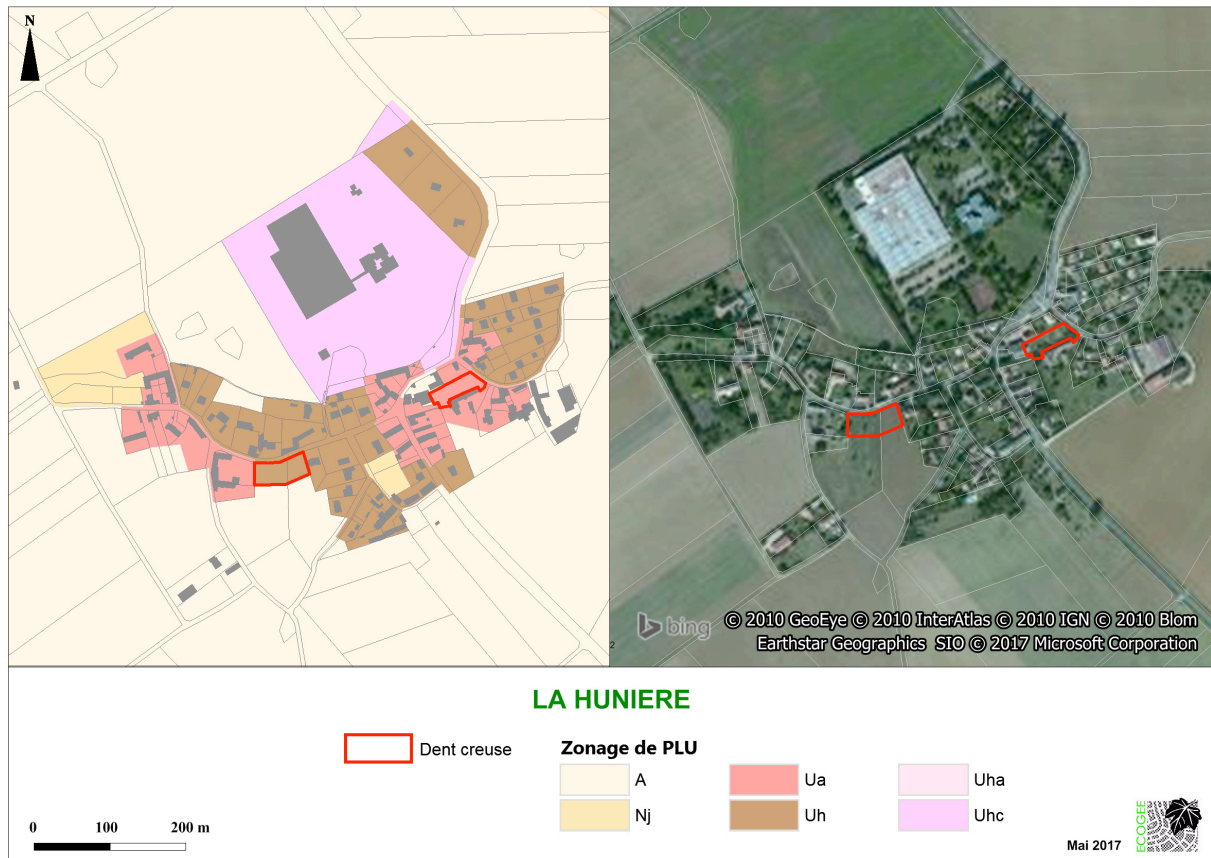 N
bing
© 2010 GeoEye © 2010 InterAtlas © 2010 IGN © 2010 Blom
Earthstar Geographics SIO © 2017 Microsoft Corporation
2
LA HUNIERE
Dent creuse
Zonage de PLU
A
Ua
Uha
Nj
Uh
Uhc
0 100 200 m
Mai 2017
ECOGEE